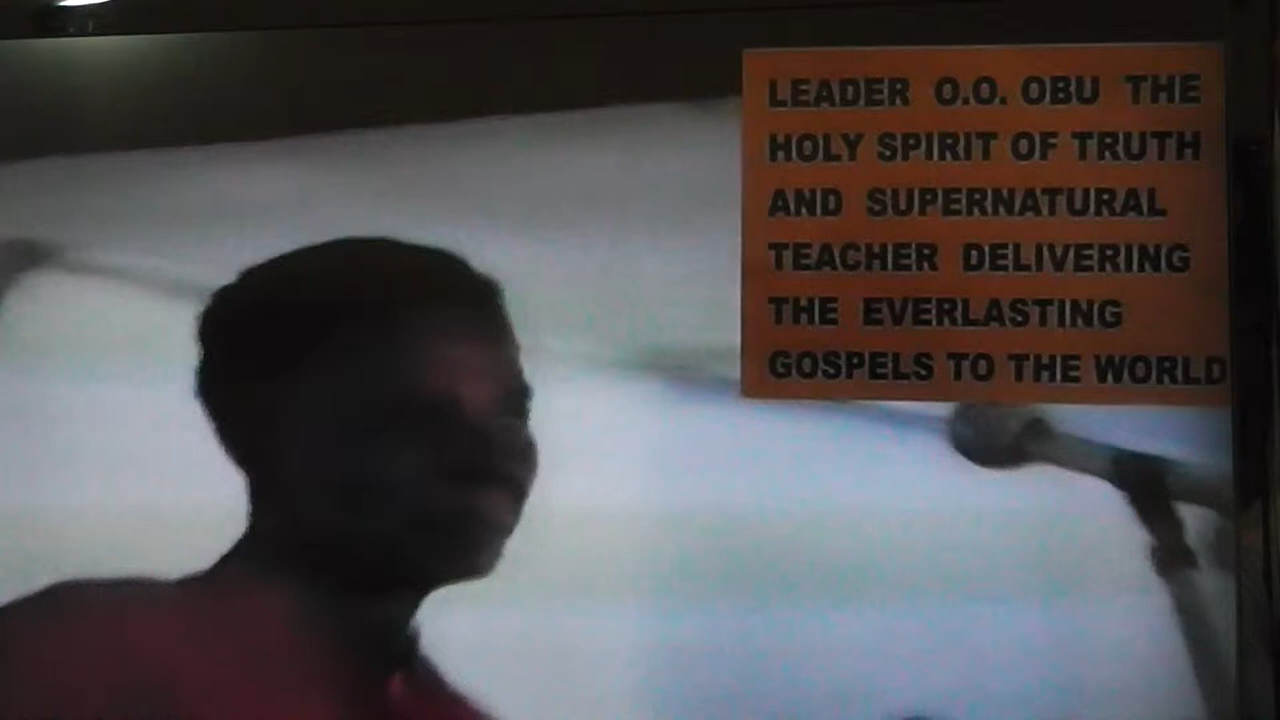 LEADER O.O. OBU THE
HOLY SPIRIT OF TRUTH
AND SUPERNATURAL
TEACHER DELIVERING
THE EVERLASTING
GOSPELS TO THE WORLD